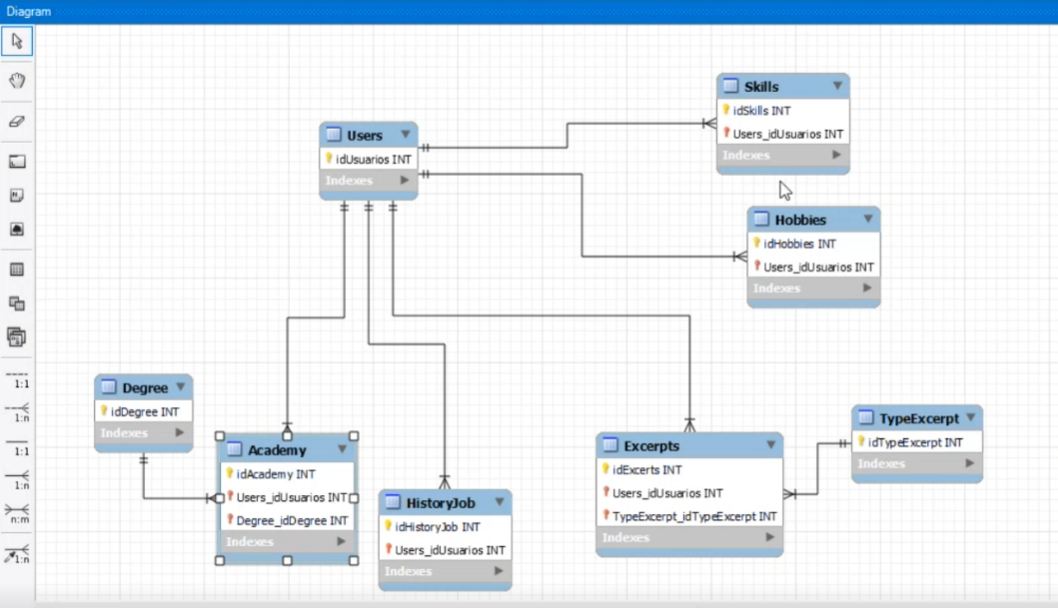 Diagram
Skills
idSkills INT
Users_idUsuarios INT
Indexes
Users
idUsuarios INT
Indexes
Hobbies
idHobbies INT
Users_idUsuarios INT
Indexes
Degree
idDegree INT
Indexes
Academy
idAcademy INT
Users_idUsuarios INT
Degree_idDegree INT
Indexes
HistoryJob
idHistoryJob INT
Users_idUsuarios INT
Indexes
Excerpts
idExcerts INT
Users_idUsuarios INT
TypeExcerpt_idTypeExcerpt INT
Indexes
TypeExcerpt
idTypeExcerpt INT
Indexes
1:1
1:n
1:1
1:n
n:m
1:n